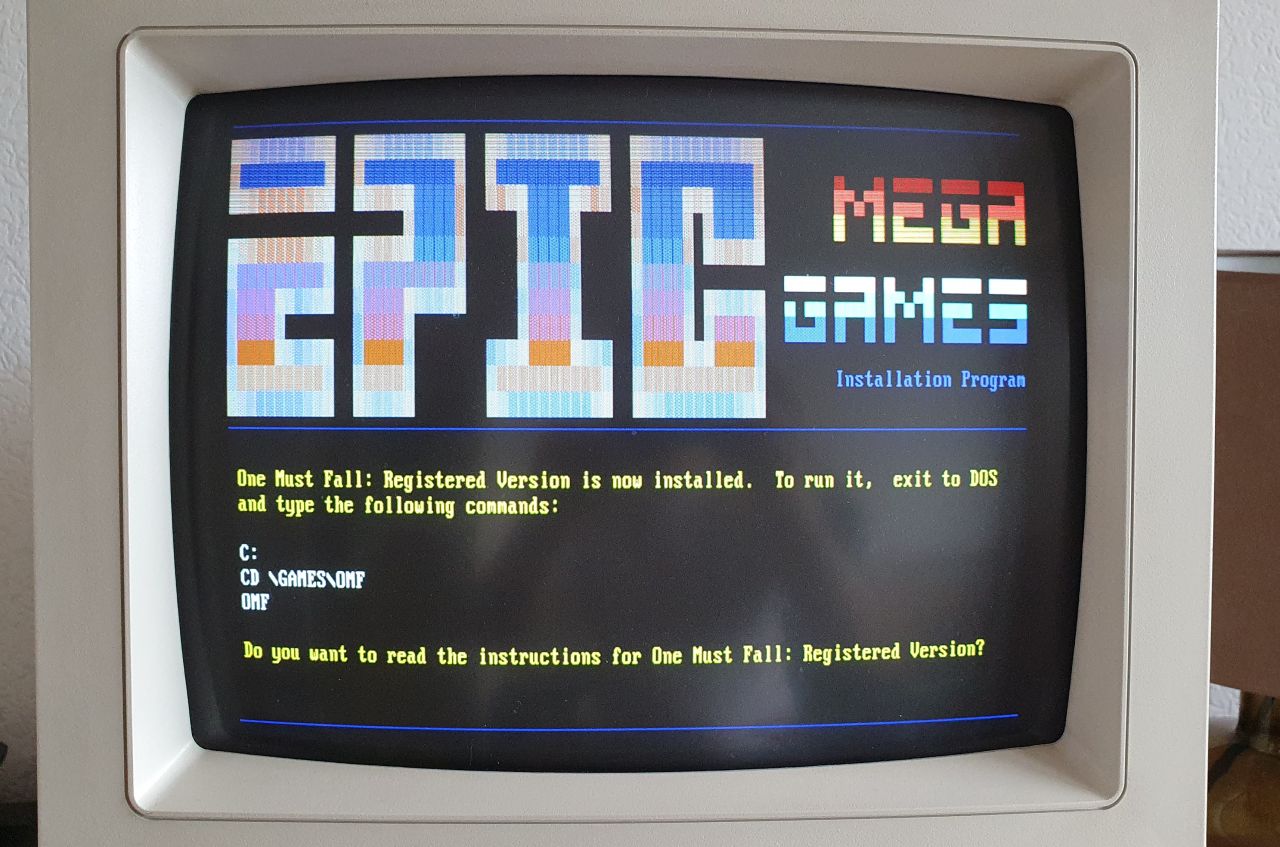 EPIC
MEGA
GAMES
Installation Program
One Must Fall: Registered Version is now installed.  To run it,  exit to DOS
and type the following commands:
C:
CD \GAMES\OMF
OMF
Do you want to read the instructions for One Must Fall: Registered Version?